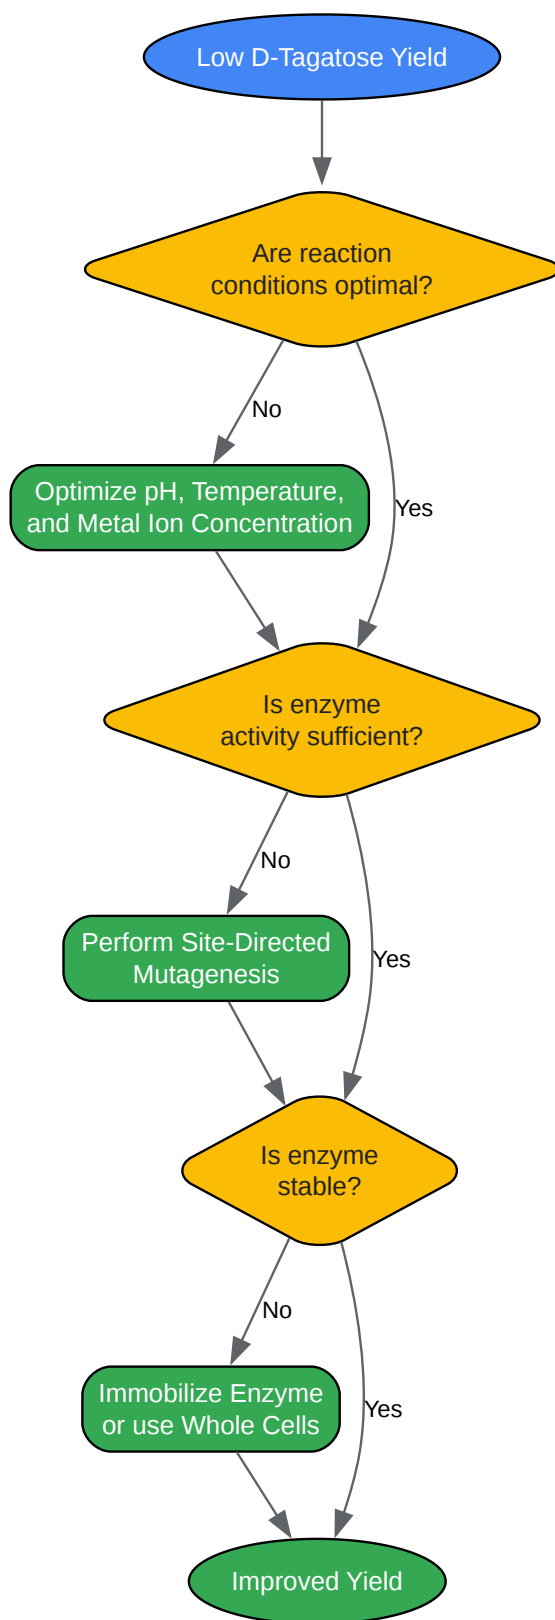 Low D-Tagatose Yield
Are reaction
conditions optimal?
No
Optimize pH, Temperature,
and Metal Ion Concentration
Yes
Is enzyme
activity sufficient?
No
Perform Site-Directed
Mutagenesis
Yes
Is enzyme
stable?
No
Immobilize Enzyme
or use Whole Cells
Yes
Improved Yield